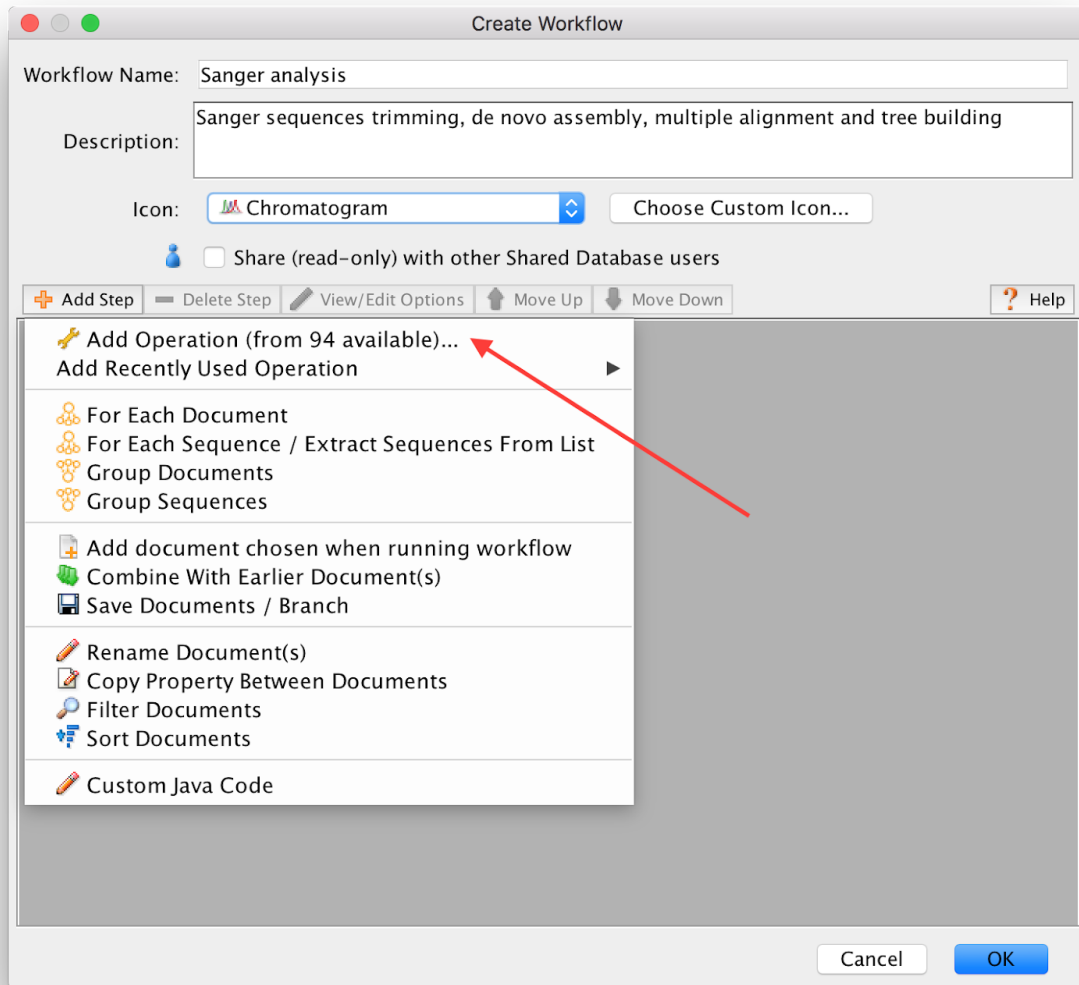 Create Workflow
Workflow Name: Sanger analysis
Description: Sanger sequences trimming, de novo assembly, multiple alignment and tree building
Icon: Chromatogram Choose Custom Icon...
Share (read-only) with other Shared Database users
Add Step Delete Step View/Edit Options Move Up Move Down ? Help
Add Operation (from 94 available)...
Add Recently Used Operation
For Each Document
For Each Sequence / Extract Sequences From List
Group Documents
Group Sequences
Add document chosen when running workflow
Combine With Earlier Document(s)
Save Documents / Branch
Rename Document(s)
Copy Property Between Documents
Filter Documents
Sort Documents
Custom Java Code
Cancel OK